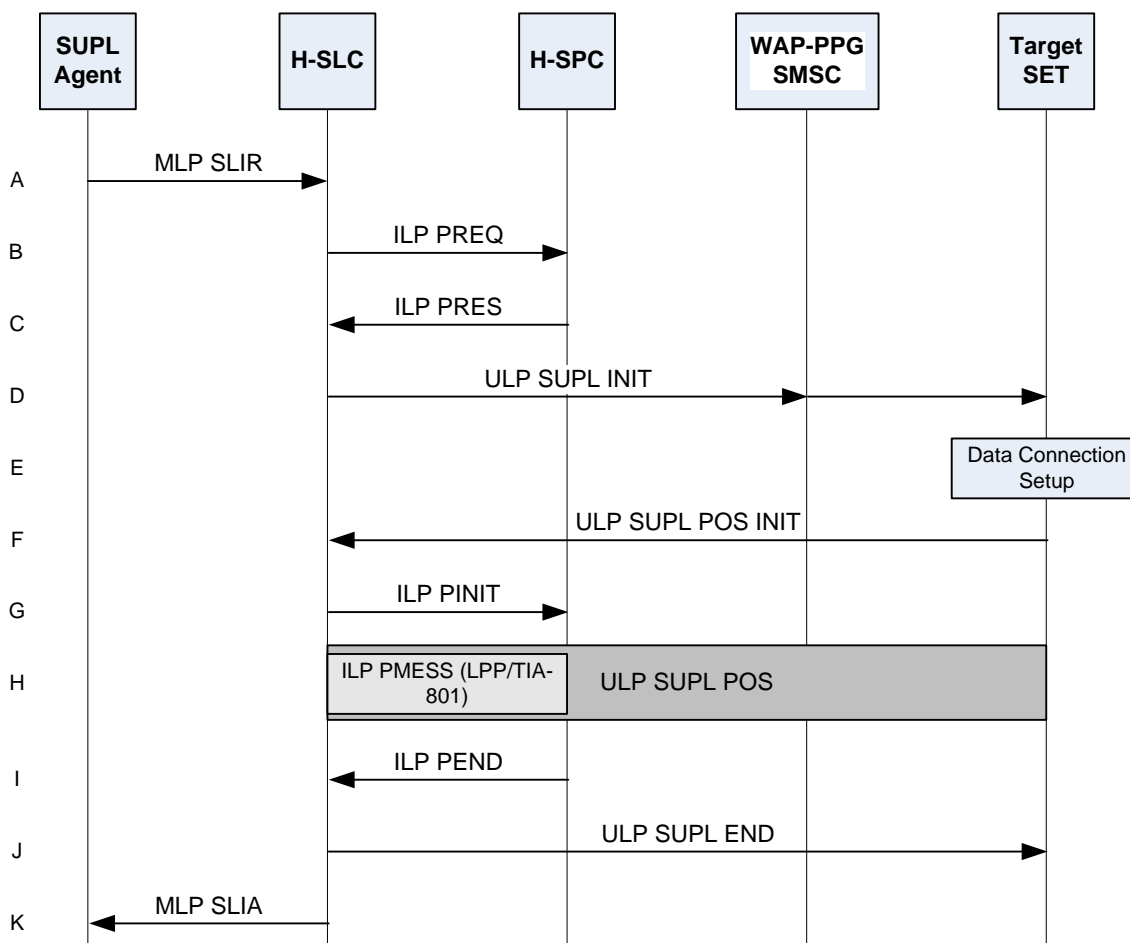 SUPL
Agent
H-SLC
H-SPC
WAP-PPG
SMSC
Target
SET
A
MLP SLIR
B
ILP PREQ
C
ILP PRES
D
ULP SUPL INIT
E
Data Connection
Setup
F
ULP SUPL POS INIT
G
ILP PINIT
H
ILP PMESS (LPP/TIA-
801)
ULP SUPL POS
I
ILP PEND
J
ULP SUPL END
K
MLP SLIA